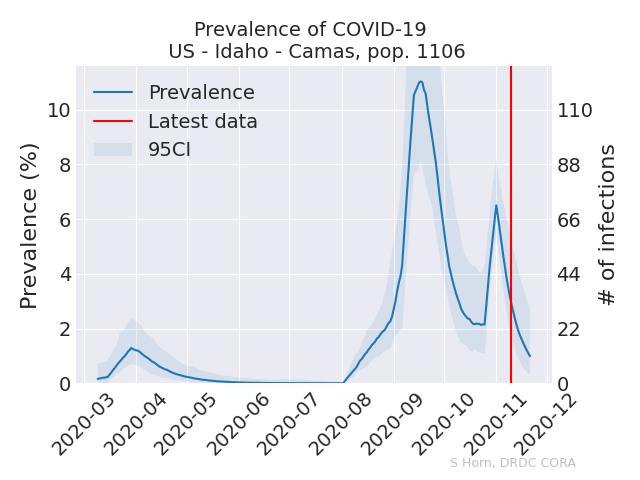 Prevalence of COVID-19
US - Idaho - Camas, pop. 1106
Prevalence
Latest data
95CI
Prevalence (%)
10
8
6
4
2
0
110
88
66
44
22
0
# of infections
2020-03
2020-04
2020-05
2020-06
2020-07
2020-08
2020-09
2020-10
2020-11
2020-12
S Horn, DRDC CORA